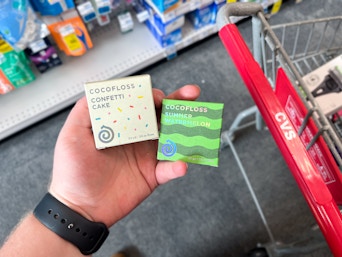 COCOFLOSS
CONFETTI
CAKE
COCOFLOSS
SUMMER
WATERMELON
CVS